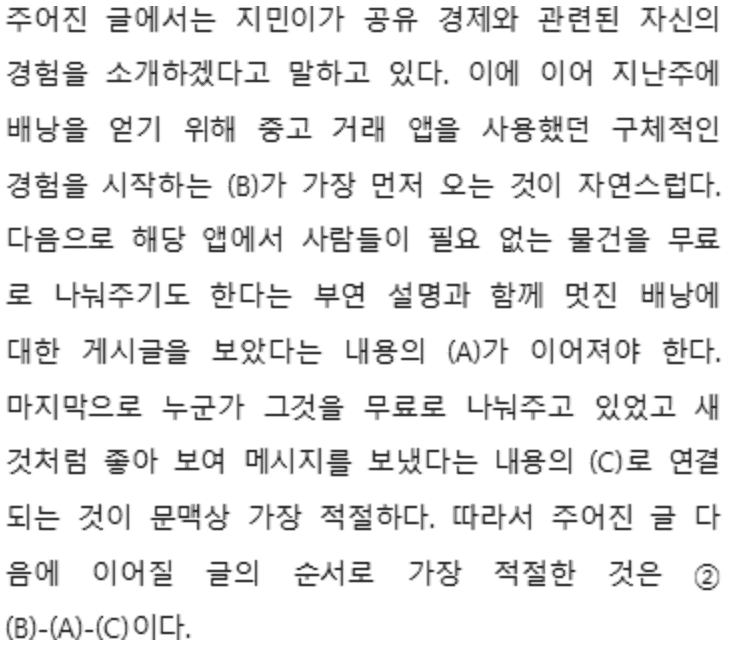 주어진 글에서는 지민이가 공유 경제와 관련된 자신의
경험을 소개하겠다고 말하고 있다. 이에 이어 지난주에
배낭을 얻기 위해 중고 거래 앱을 사용했던 구체적인
경험을 시작하는 (B)가 가장 먼저 오는 것이 자연스럽다.
다음으로 해당 앱에서 사람들이 필요 없는 물건을 무료
로 나눠주기도 한다는 부연 설명과 함께 멋진 배낭에
대한 게시글을 보았다는 내용의 (A)가 이어져야 한다.
마지막으로 누군가 그것을 무료로 나눠주고 있었고 새
것처럼 좋아 보여 메시지를 보냈다는 내용의 (C)로 연결
되는 것이 문맥상 가장 적절하다. 따라서 주어진 글 다
음에 이어질 글의 순서로 가장 적절한 것은 ②
(B)-(A)-(C)이다.